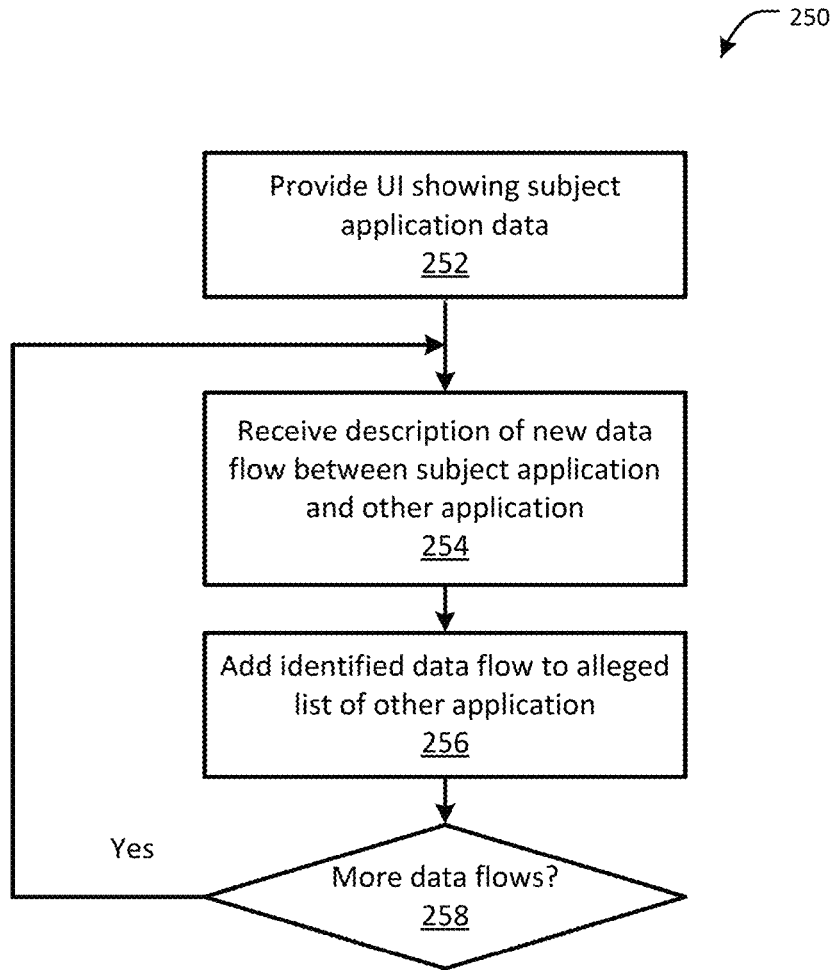 250
Provide UI showing subject
application data
252
Receive description of new data
flow between subject application
and other application
254
Add identified data flow to alleged
list of other application
256
Yes
More data flows?
258